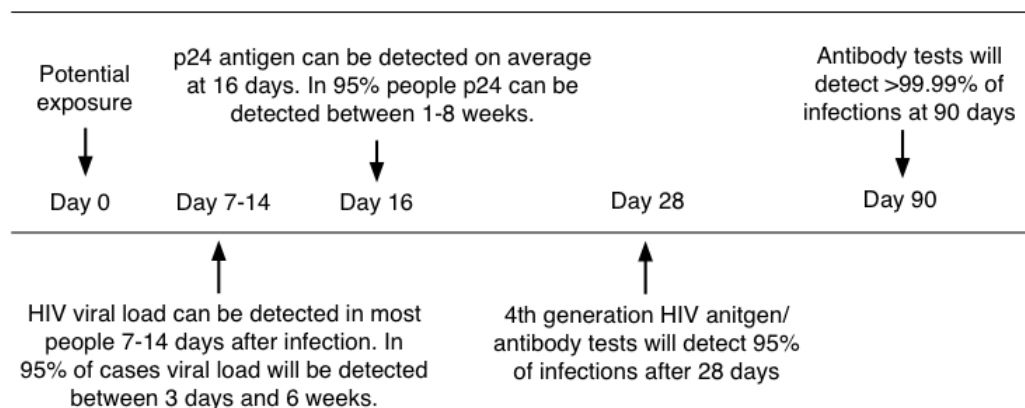 Potential
exposure
p24 antigen can be detected on average
at 16 days. In 95% people p24 can be
detected between 1-8 weeks.
Antibody tests will
detect >99.99% of
infections at 90 days
Day 0
Day 7-14
Day 16
Day 28
Day 90
HIV viral load can be detected in most
people 7-14 days after infection. In
95% of cases viral load will be detected
between 3 days and 6 weeks.
4th generation HIV anitgen/
antibody tests will detect 95%
of infections after 28 days